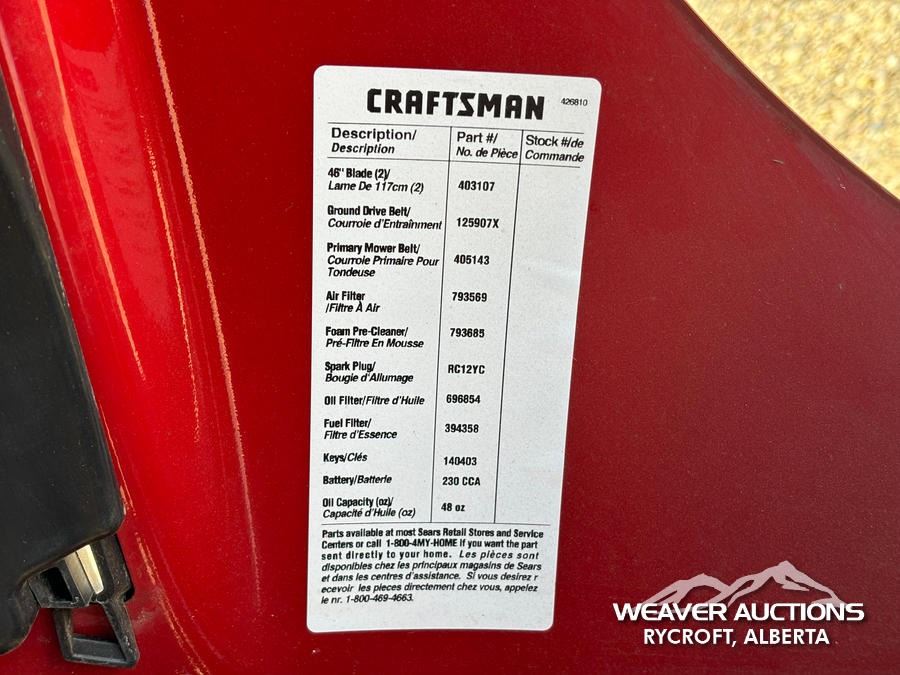 CRAFTSMAN 426810
Description/ Part #/ Stock #/de
Description No. de Pièce Commande
46" Blade (2)/
Lame De 117cm (2) 403107
Ground Drive Belt/
Courroie d'Entraînment 125907X
Primary Mower Belt/
Courroie Primaire Pour 405143
Tondeuse
Air Filter 793569
/Filtre À Air
Foam Pre-Cleaner/ 793685
Pré-Filtre En Mousse
Spark Plug/ RC12YC
Bougie d'Allumage
Oil Filter/Filtre d'Huile 696854
Fuel Filter/ 394358
Filtre d'Essence
Keys/Clés 140403
Battery/Batterie 230 CCA
Oil Capacity (oz)/ 48 oz
Capacité d'Huile (oz)
Parts available at most Sears Retail Stores and Service
Centers or call 1-800-4MY-HOME if you want the part
sent directly to your home. Les pièces sont
disponibles chez les principaux magasins de Sears
et dans les centres d'assistance. Si vous desirez r
ecevoir les pieces directement chez vous, appelez
le nr. 1-800-469-4663.
WEAVER AUCTIONS
RYCROFT, ALBERTA